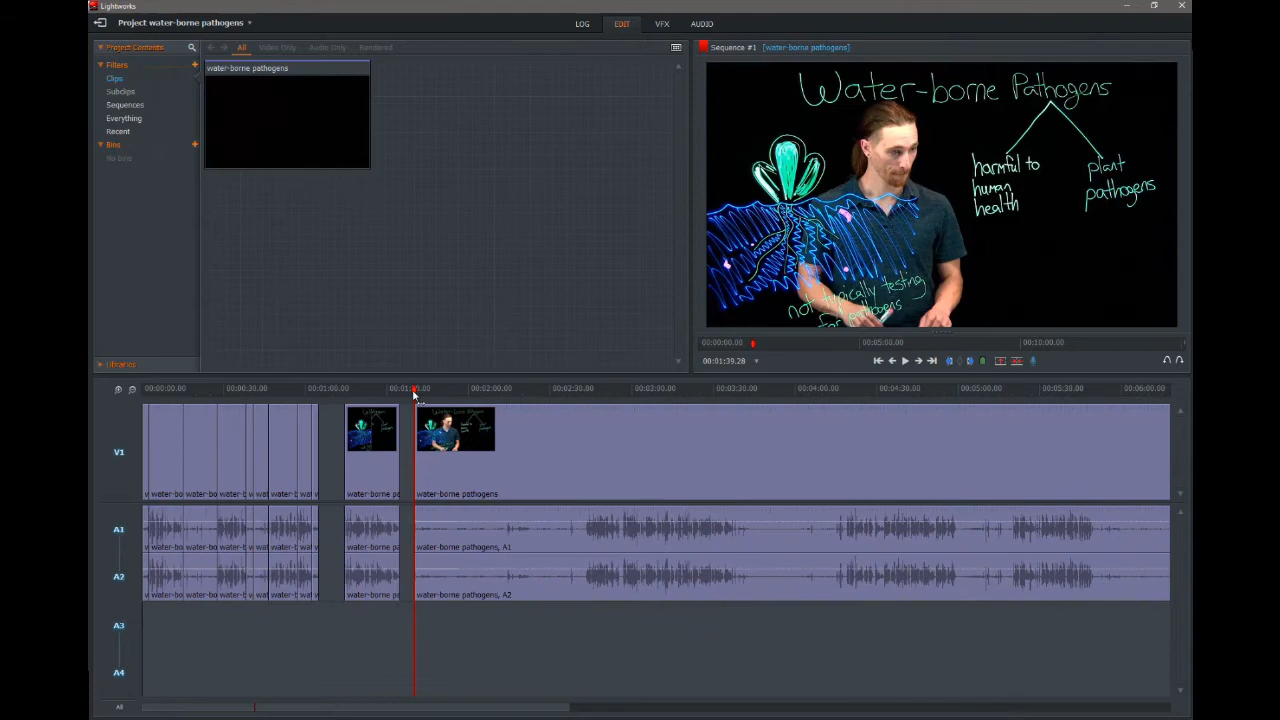 Lightworks
Project water-borne pathogens
LOG
EDIT
VFX
AUDIO
Project Contents
All
Video Only
Audio Only
Rendered
Filters
Clips
Subclips
Sequences
Everything
Recent
Bins
No bins
Libraries
water-borne pathogens
Sequence #1 [water-borne pathogens]
Water-borne Pathogens
harmful to
human
health
plant
pathogens
not typically testing
for pathogens
00:00:00.00
00:05:00.00
00:10:00.00
00:01:39.28
00:00:00.00
00:00:30.00
00:01:00.00
00:02:00.00
00:02:30.00
00:03:00.00
00:03:30.00
00:04:00.00
00:04:30.00
00:05:00.00
00:05:30.00
00:06:00.00
V1
water-borne pathogens
A1
water-borne pathogens, A1
A2
water-borne pathogens, A2
A3
A4
All